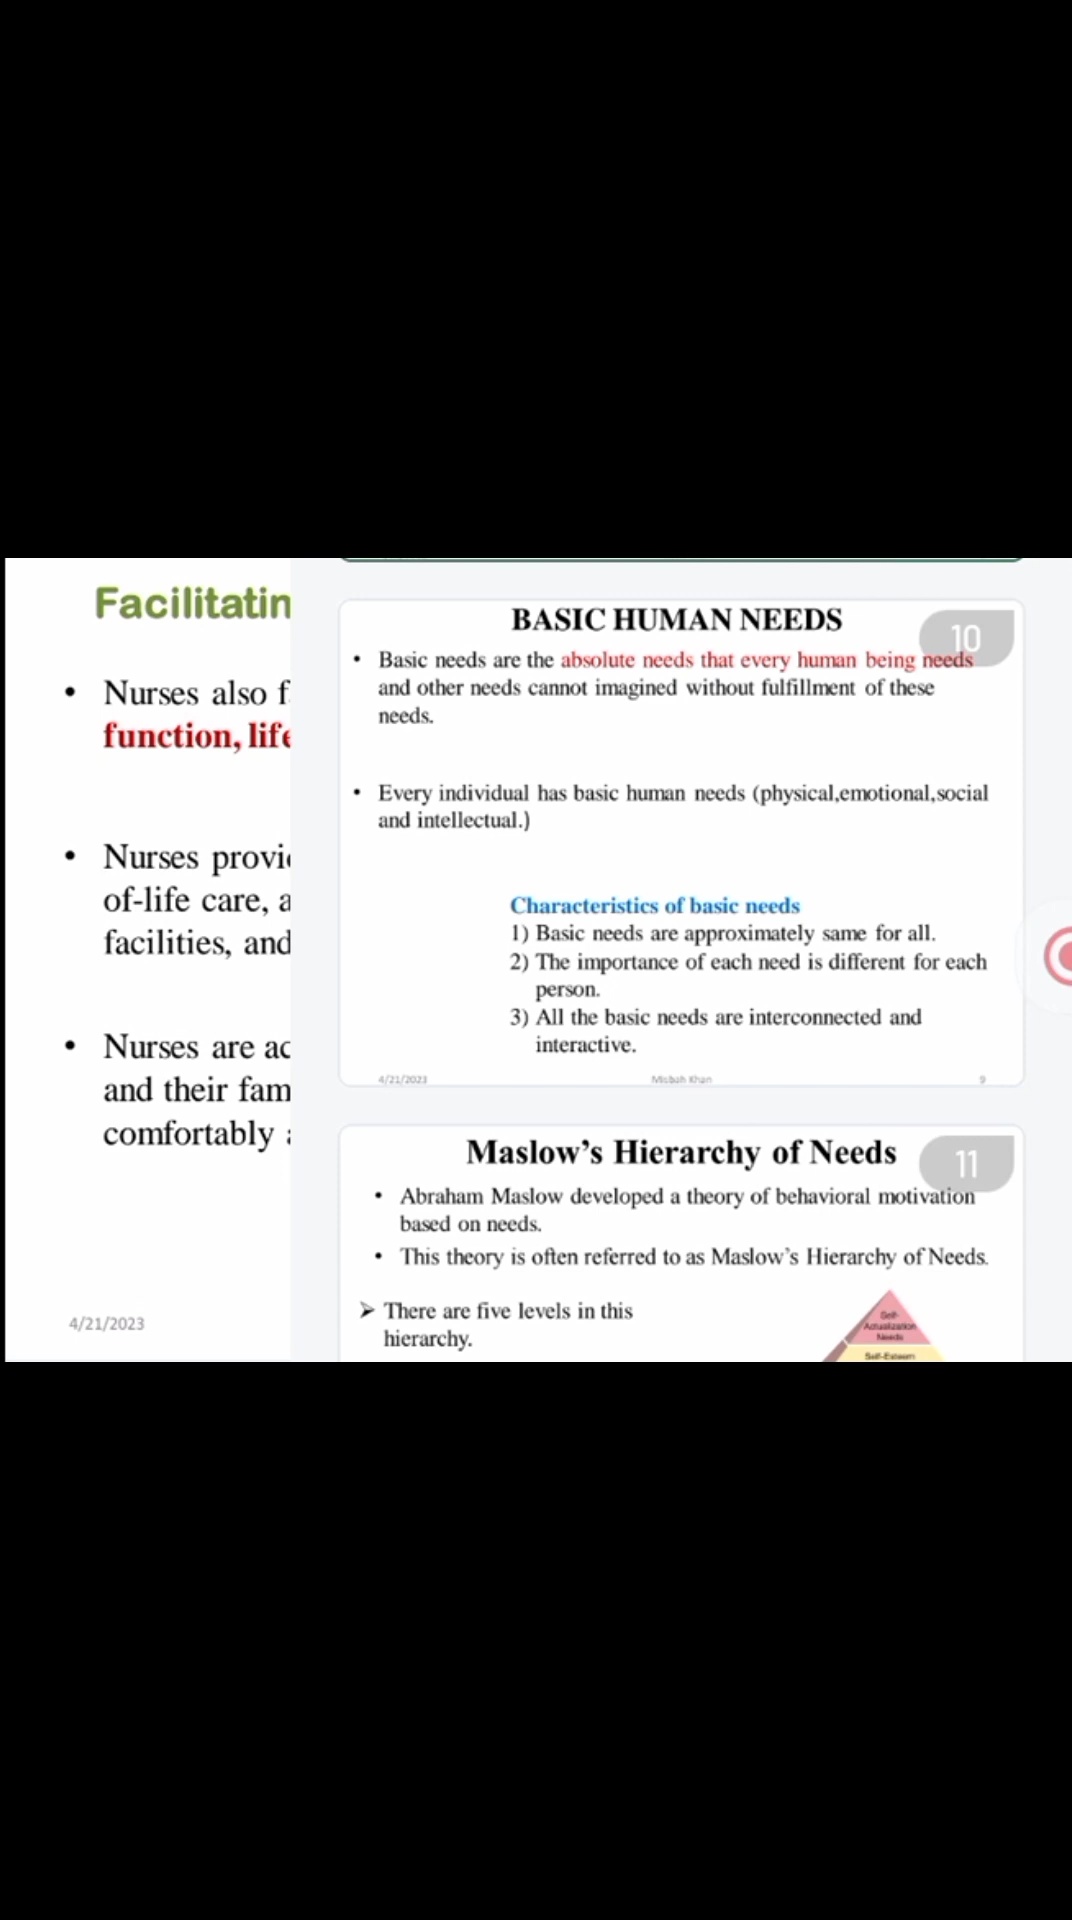 Facilitatin
• Nurses also f
function, life
• Nurses provi
of-life care, a
facilities, and
• Nurses are ac
and their fam
comfortably
4/21/2023
BASIC HUMAN NEEDS
10
• Basic needs are the absolute needs that every human being needs
and other needs cannot imagined without fulfillment of these
needs.
• Every individual has basic human needs (physical,emotional,social
and intellectual.)
Characteristics of basic needs
1) Basic needs are approximately same for all.
2) The importance of each need is different for each
person.
3) All the basic needs are interconnected and
interactive.
4/21/2023
Misbah Khan
9
Maslow's Hierarchy of Needs
11
• Abraham Maslow developed a theory of behavioral motivation
based on needs.
• This theory is often referred to as Maslow's Hierarchy of Needs.
➢ There are five levels in this
hierarchy.
Self-
Actualization
Needs
Self-Esteem